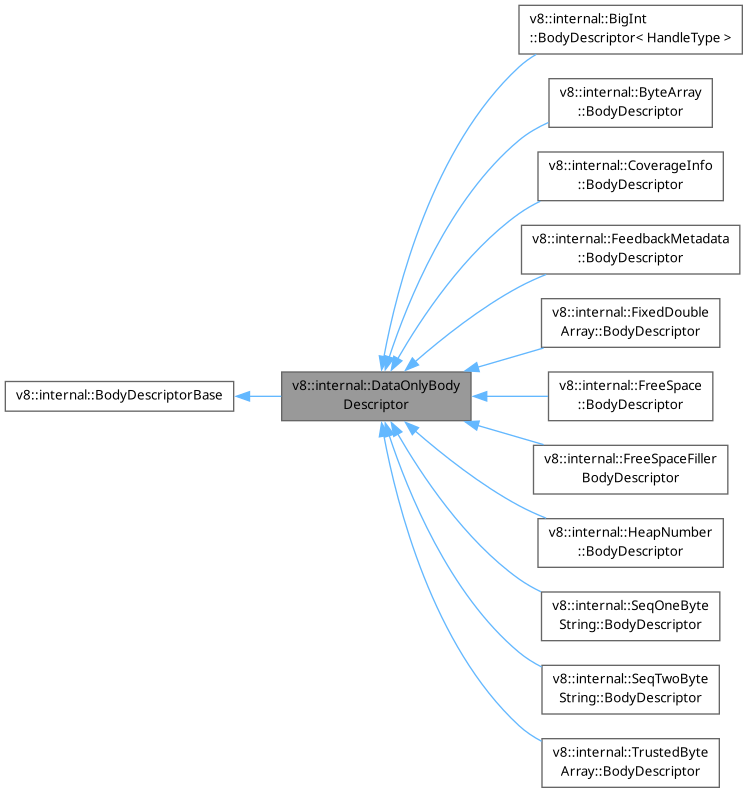 v8::internal::BigInt
::BodyDescriptor< HandleType >
v8::internal::ByteArray
::BodyDescriptor
v8::internal::CoverageInfo
::BodyDescriptor
v8::internal::FeedbackMetadata
::BodyDescriptor
v8::internal::FixedDouble
Array::BodyDescriptor
v8::internal::BodyDescriptorBase
v8::internal::DataOnlyBody
Descriptor
v8::internal::FreeSpace
::BodyDescriptor
v8::internal::FreeSpaceFiller
BodyDescriptor
v8::internal::HeapNumber
::BodyDescriptor
v8::internal::SeqOneByte
String::BodyDescriptor
v8::internal::SeqTwoByte
String::BodyDescriptor
v8::internal::TrustedByte
Array::BodyDescriptor